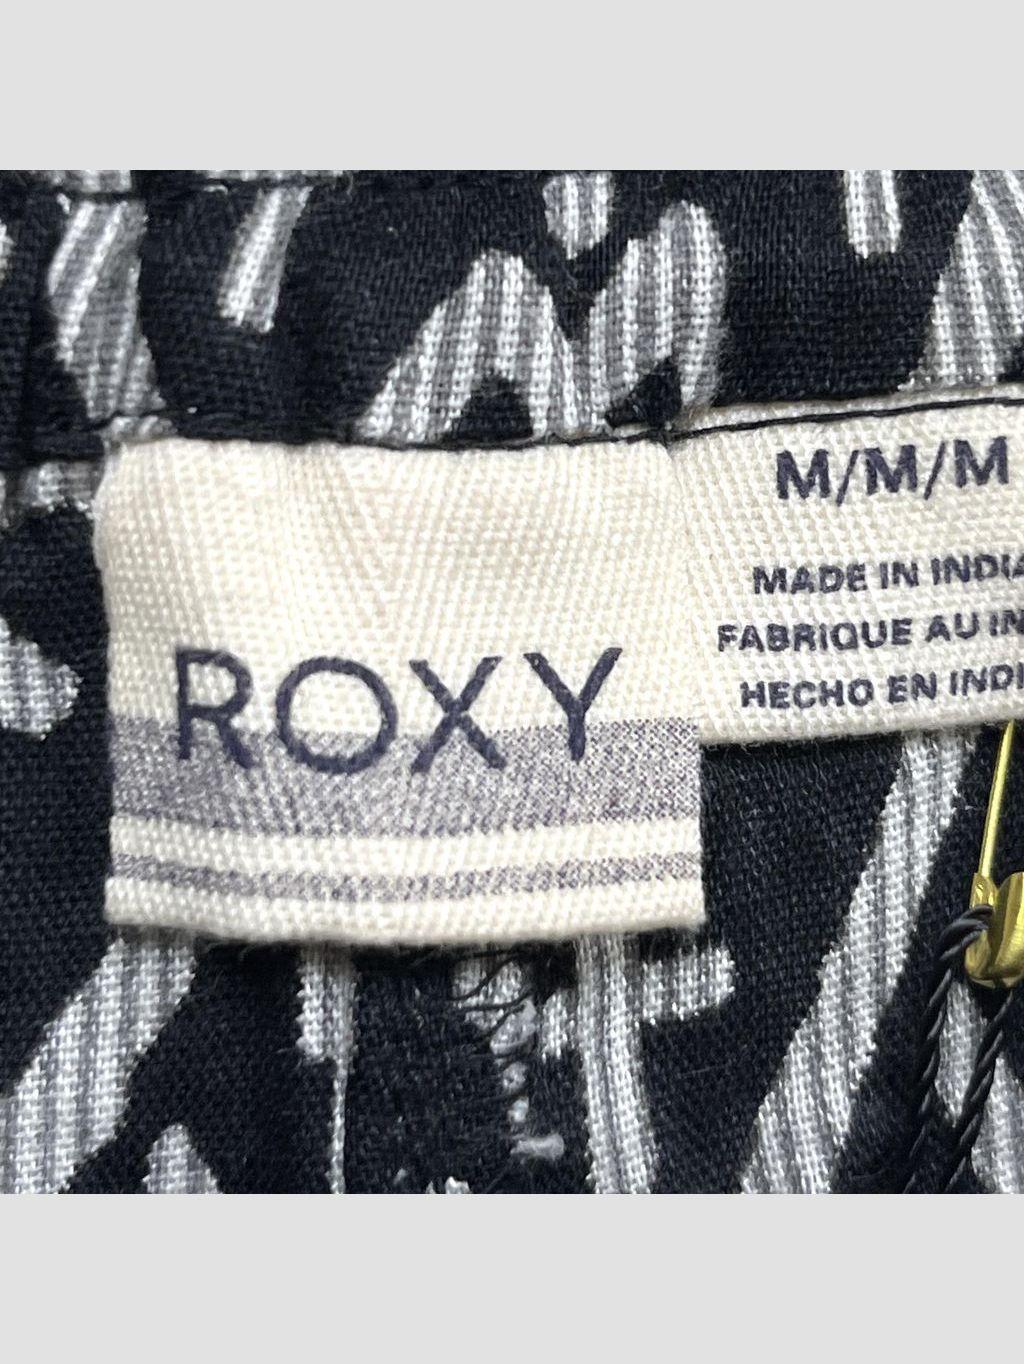 ROXY
M/M/M
MADE IN INDIA
FABRIQUE AU IN
HECHO EN INDI